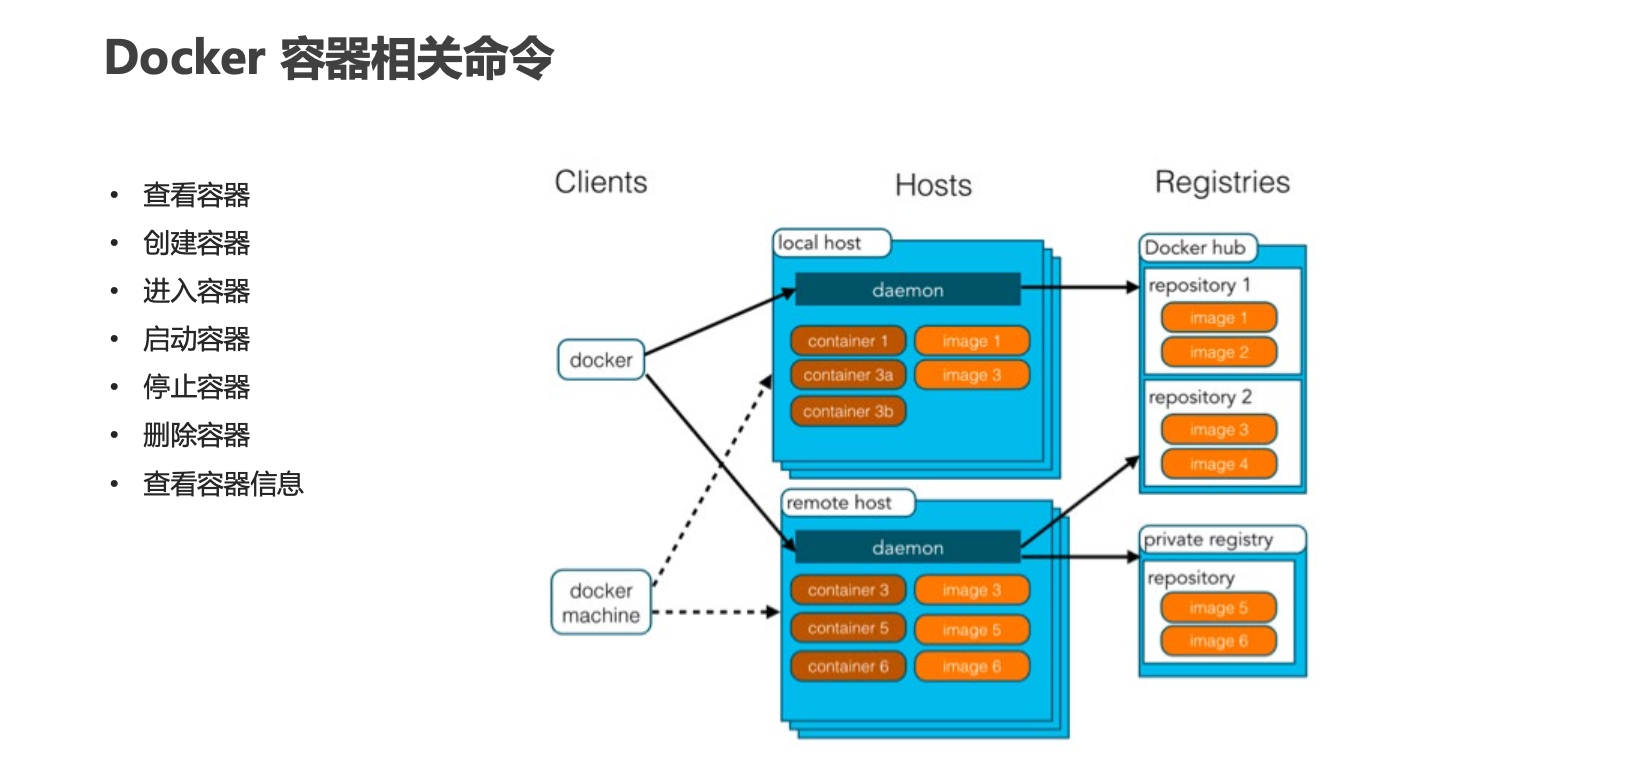 Docker 容器相关命令
• 查看容器
• 创建容器
• 进入容器
• 启动容器
• 停止容器
• 删除容器
• 查看容器信息
Clients
docker
docker
machine
Hosts
local host
daemon
container 1
image 1
container 3a
image 3
container 3b
remote host
daemon
container 3
image 3
container 5
image 5
container 6
image 6
Registries
Docker hub
repository 1
image 1
image 2
repository 2
image 3
image 4
private registry
repository
image 5
image 6